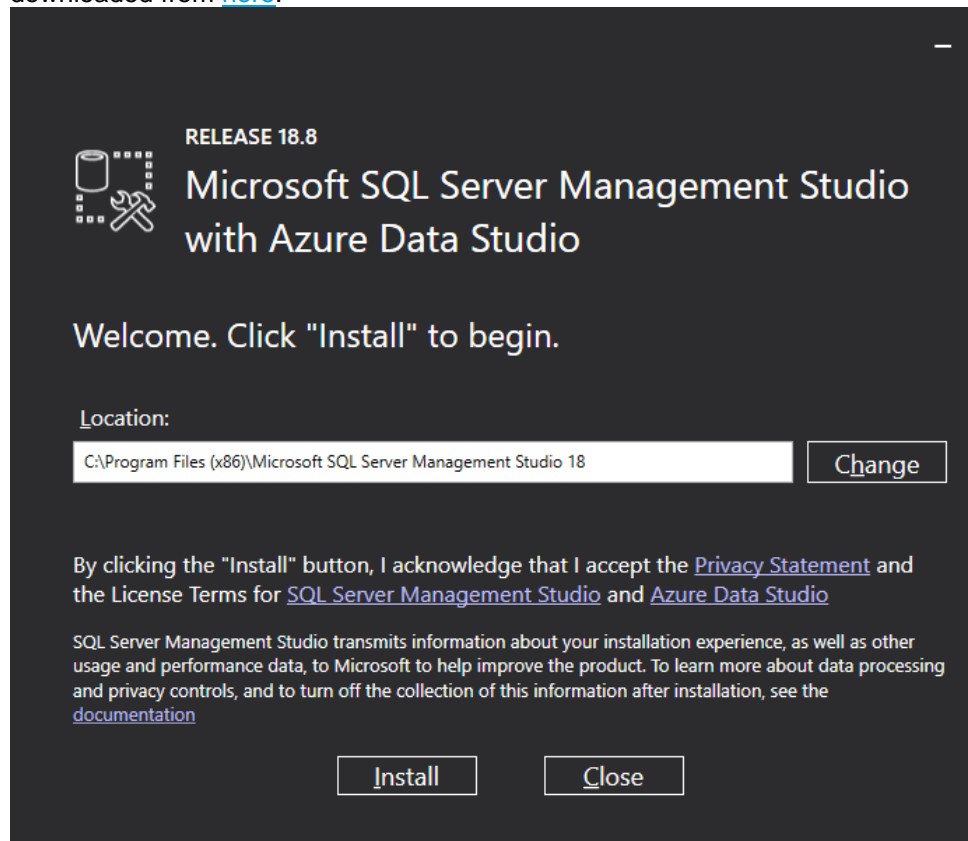 downloaded from here.
RELEASE 18.8
Microsoft SQL Server Management Studio
with Azure Data Studio
Welcome. Click "Install" to begin.
Location:
C:\Program Files (x86)\Microsoft SQL Server Management Studio 18
Change
By clicking the "Install" button, I acknowledge that I accept the Privacy Statement and
the License Terms for SQL Server Management Studio and Azure Data Studio
SQL Server Management Studio transmits information about your installation experience, as well as other
usage and performance data, to Microsoft to help improve the product. To learn more about data processing
and privacy controls, and to turn off the collection of this information after installation, see the
documentation
Install
Close